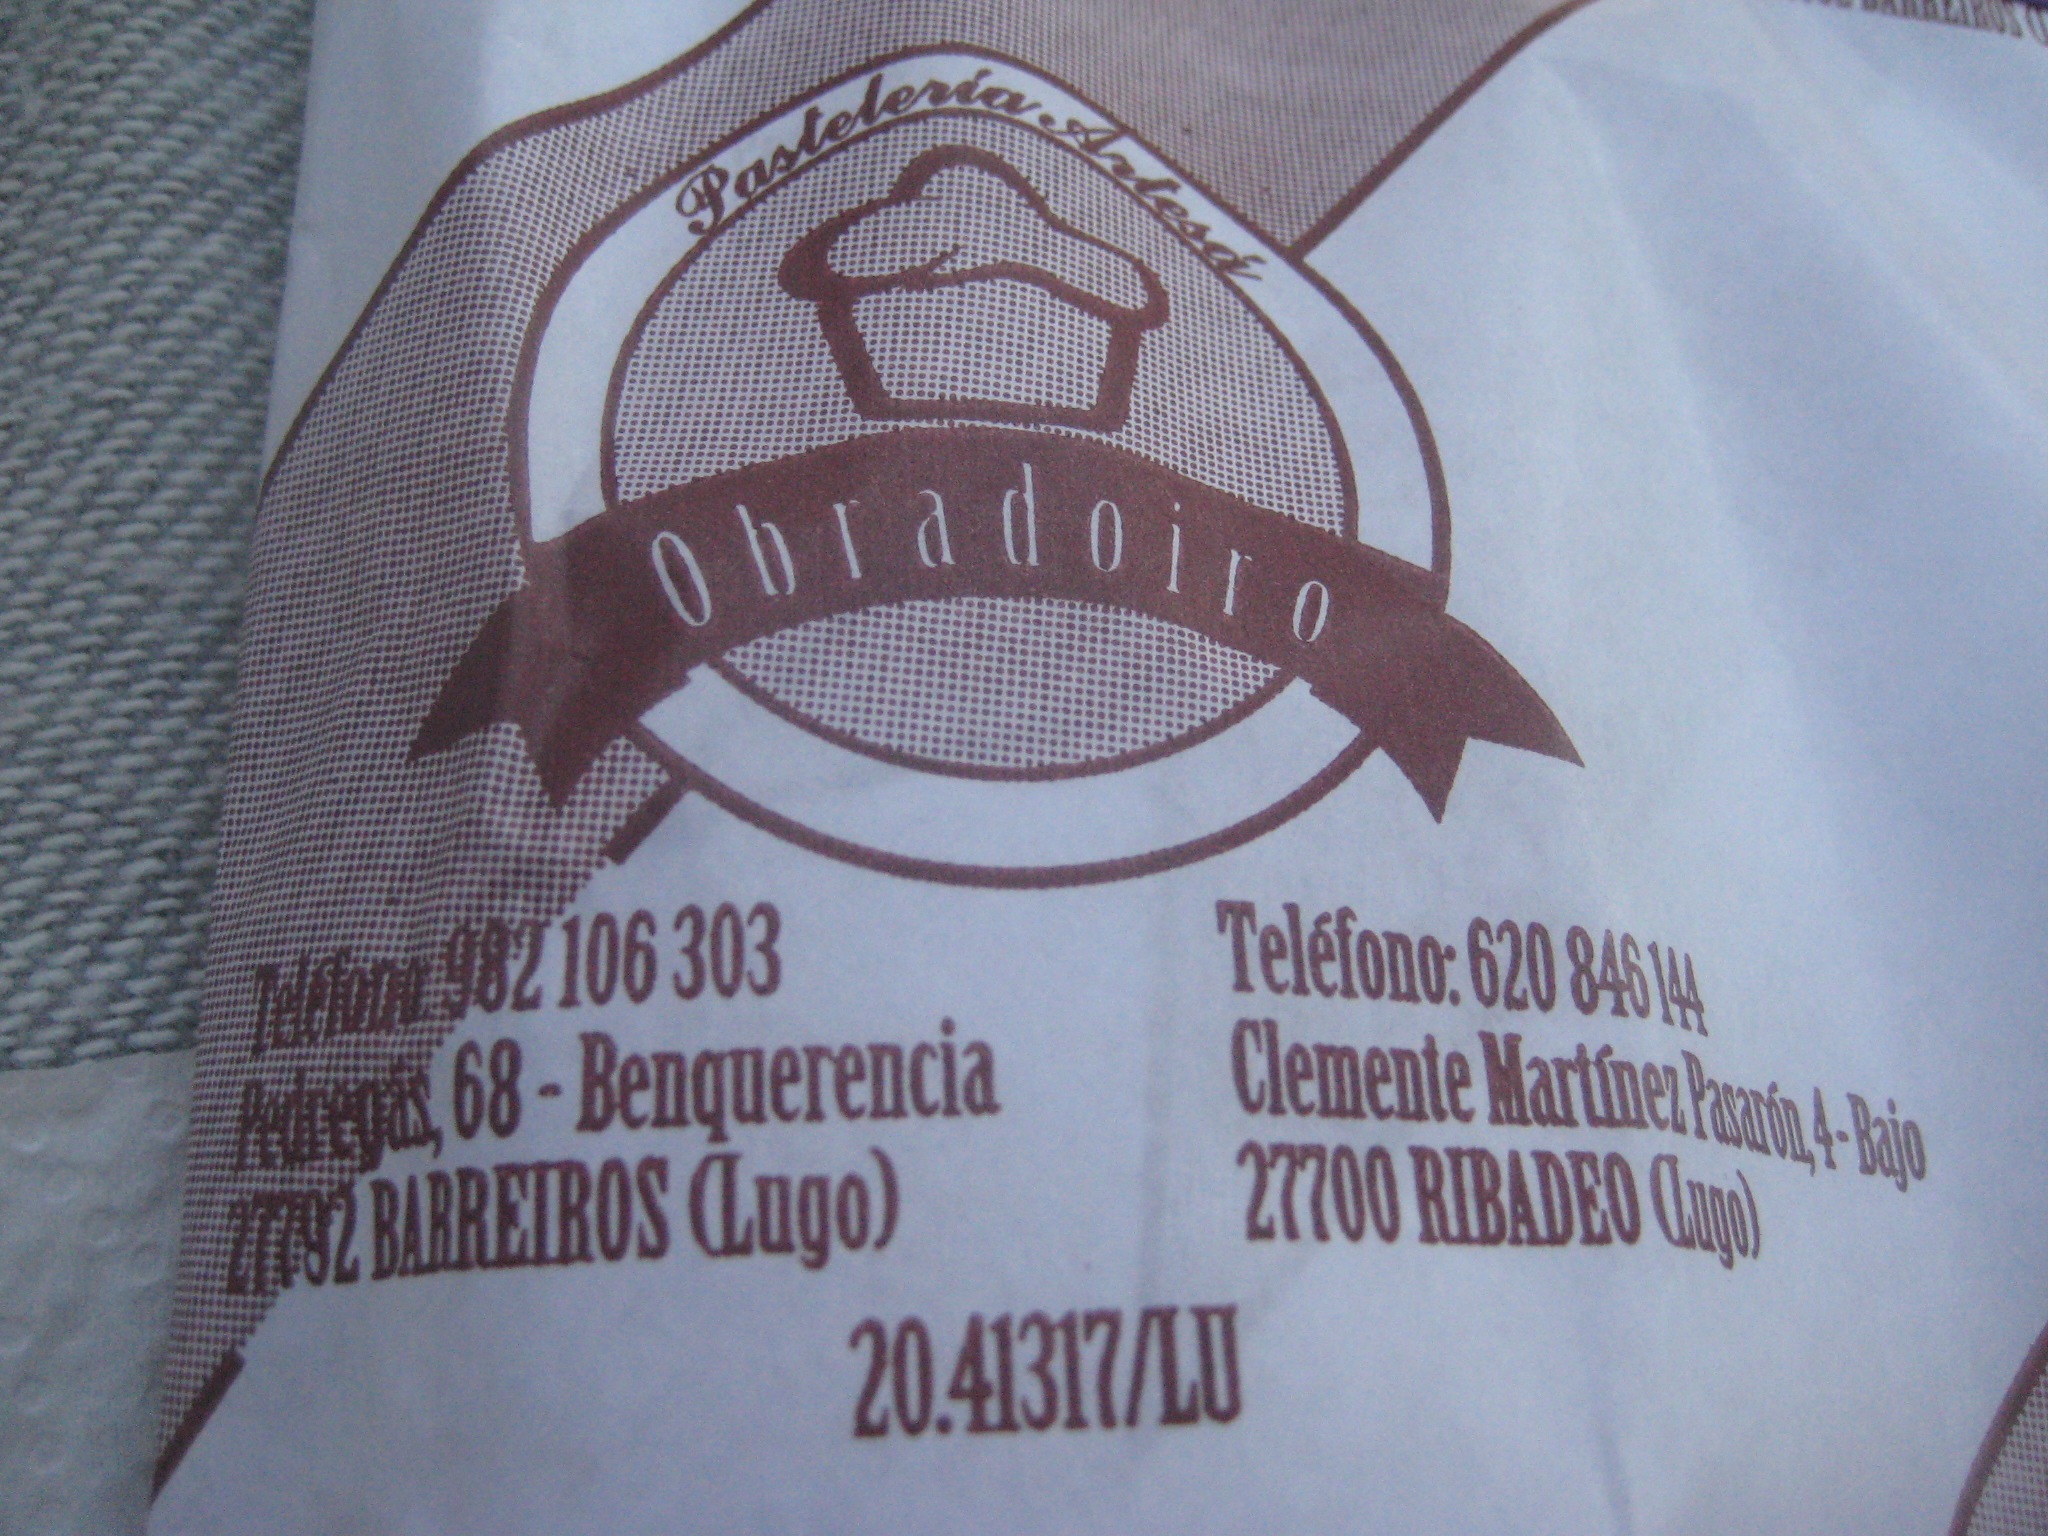 BARREIROS
Pastelería Artesá
Obradoiro
Teléfono: 982 106 303
Pedregás, 68 - Benquerencia
27792 BARREIROS (Lugo)
Teléfono: 620 846 144
Clemente Martínez Pasarón, 4 - Bajo
27700 RIBADEO (Lugo)
20.41317/LU